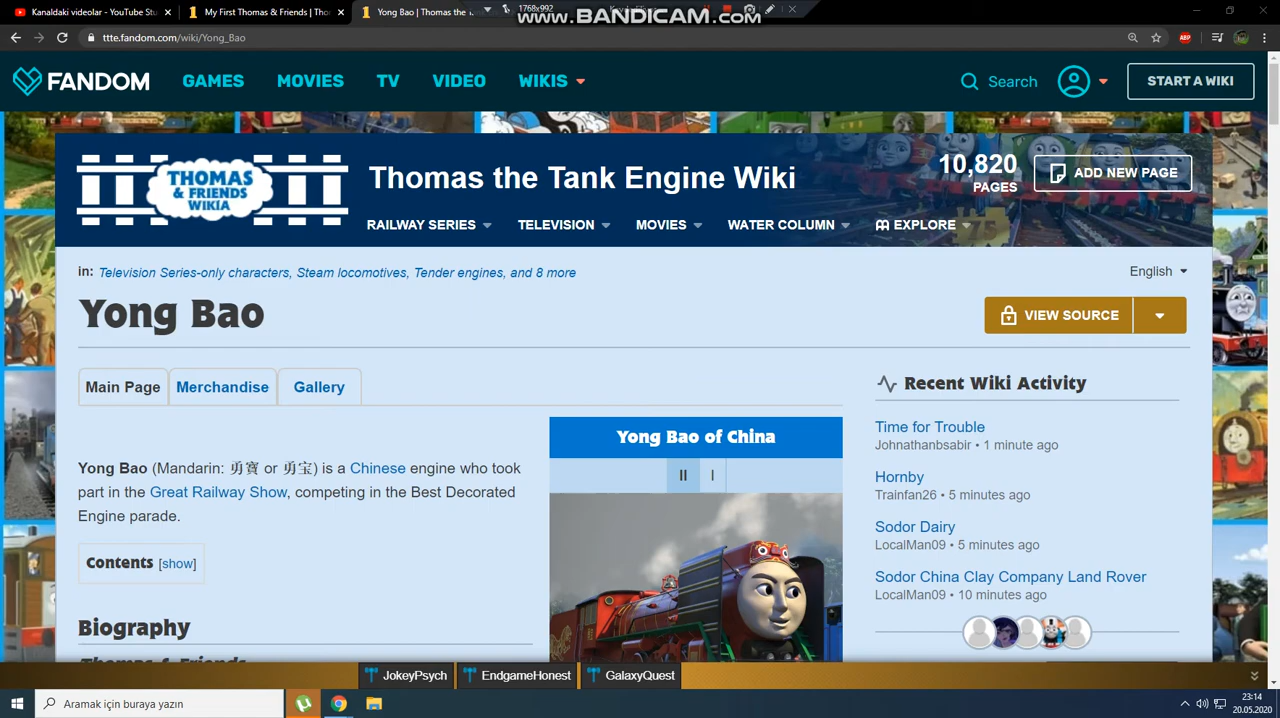 Kanaldaki videolar - YouTube Stu
My First Thomas & Friends | Tho
Yong Bao | Thomas the
1768x992
www.BANDICAM.com
ttte.fandom.com/wiki/Yong_Bao
ABP
FANDOM
GAMES
MOVIES
TV
VIDEO
WIKIS
Search
START A WIKI
THOMAS
& FRIENDS
WIKIA
Thomas the Tank Engine Wiki
10,820
PAGES
ADD NEW PAGE
RAILWAY SERIES
TELEVISION
MOVIES
WATER COLUMN
EXPLORE
in: Television Series-only characters, Steam locomotives, Tender engines, and 8 more
English
Yong Bao
VIEW SOURCE
Main Page
Merchandise
Gallery
Yong Bao (Mandarin: 勇寶 or 勇宝) is a Chinese engine who took
part in the Great Railway Show, competing in the Best Decorated
Engine parade.
Contents [show]
Biography
Thomas & Friends
Yong Bao of China
II
I
Recent Wiki Activity
Time for Trouble
Johnathanbsabir • 1 minute ago
Hornby
Trainfan26 • 5 minutes ago
Sodor Dairy
LocalMan09 • 5 minutes ago
Sodor China Clay Company Land Rover
LocalMan09 • 10 minutes ago
JokeyPsych
EndgameHonest
GalaxyQuest
Aramak için buraya yazın
23:14
20.05.2020